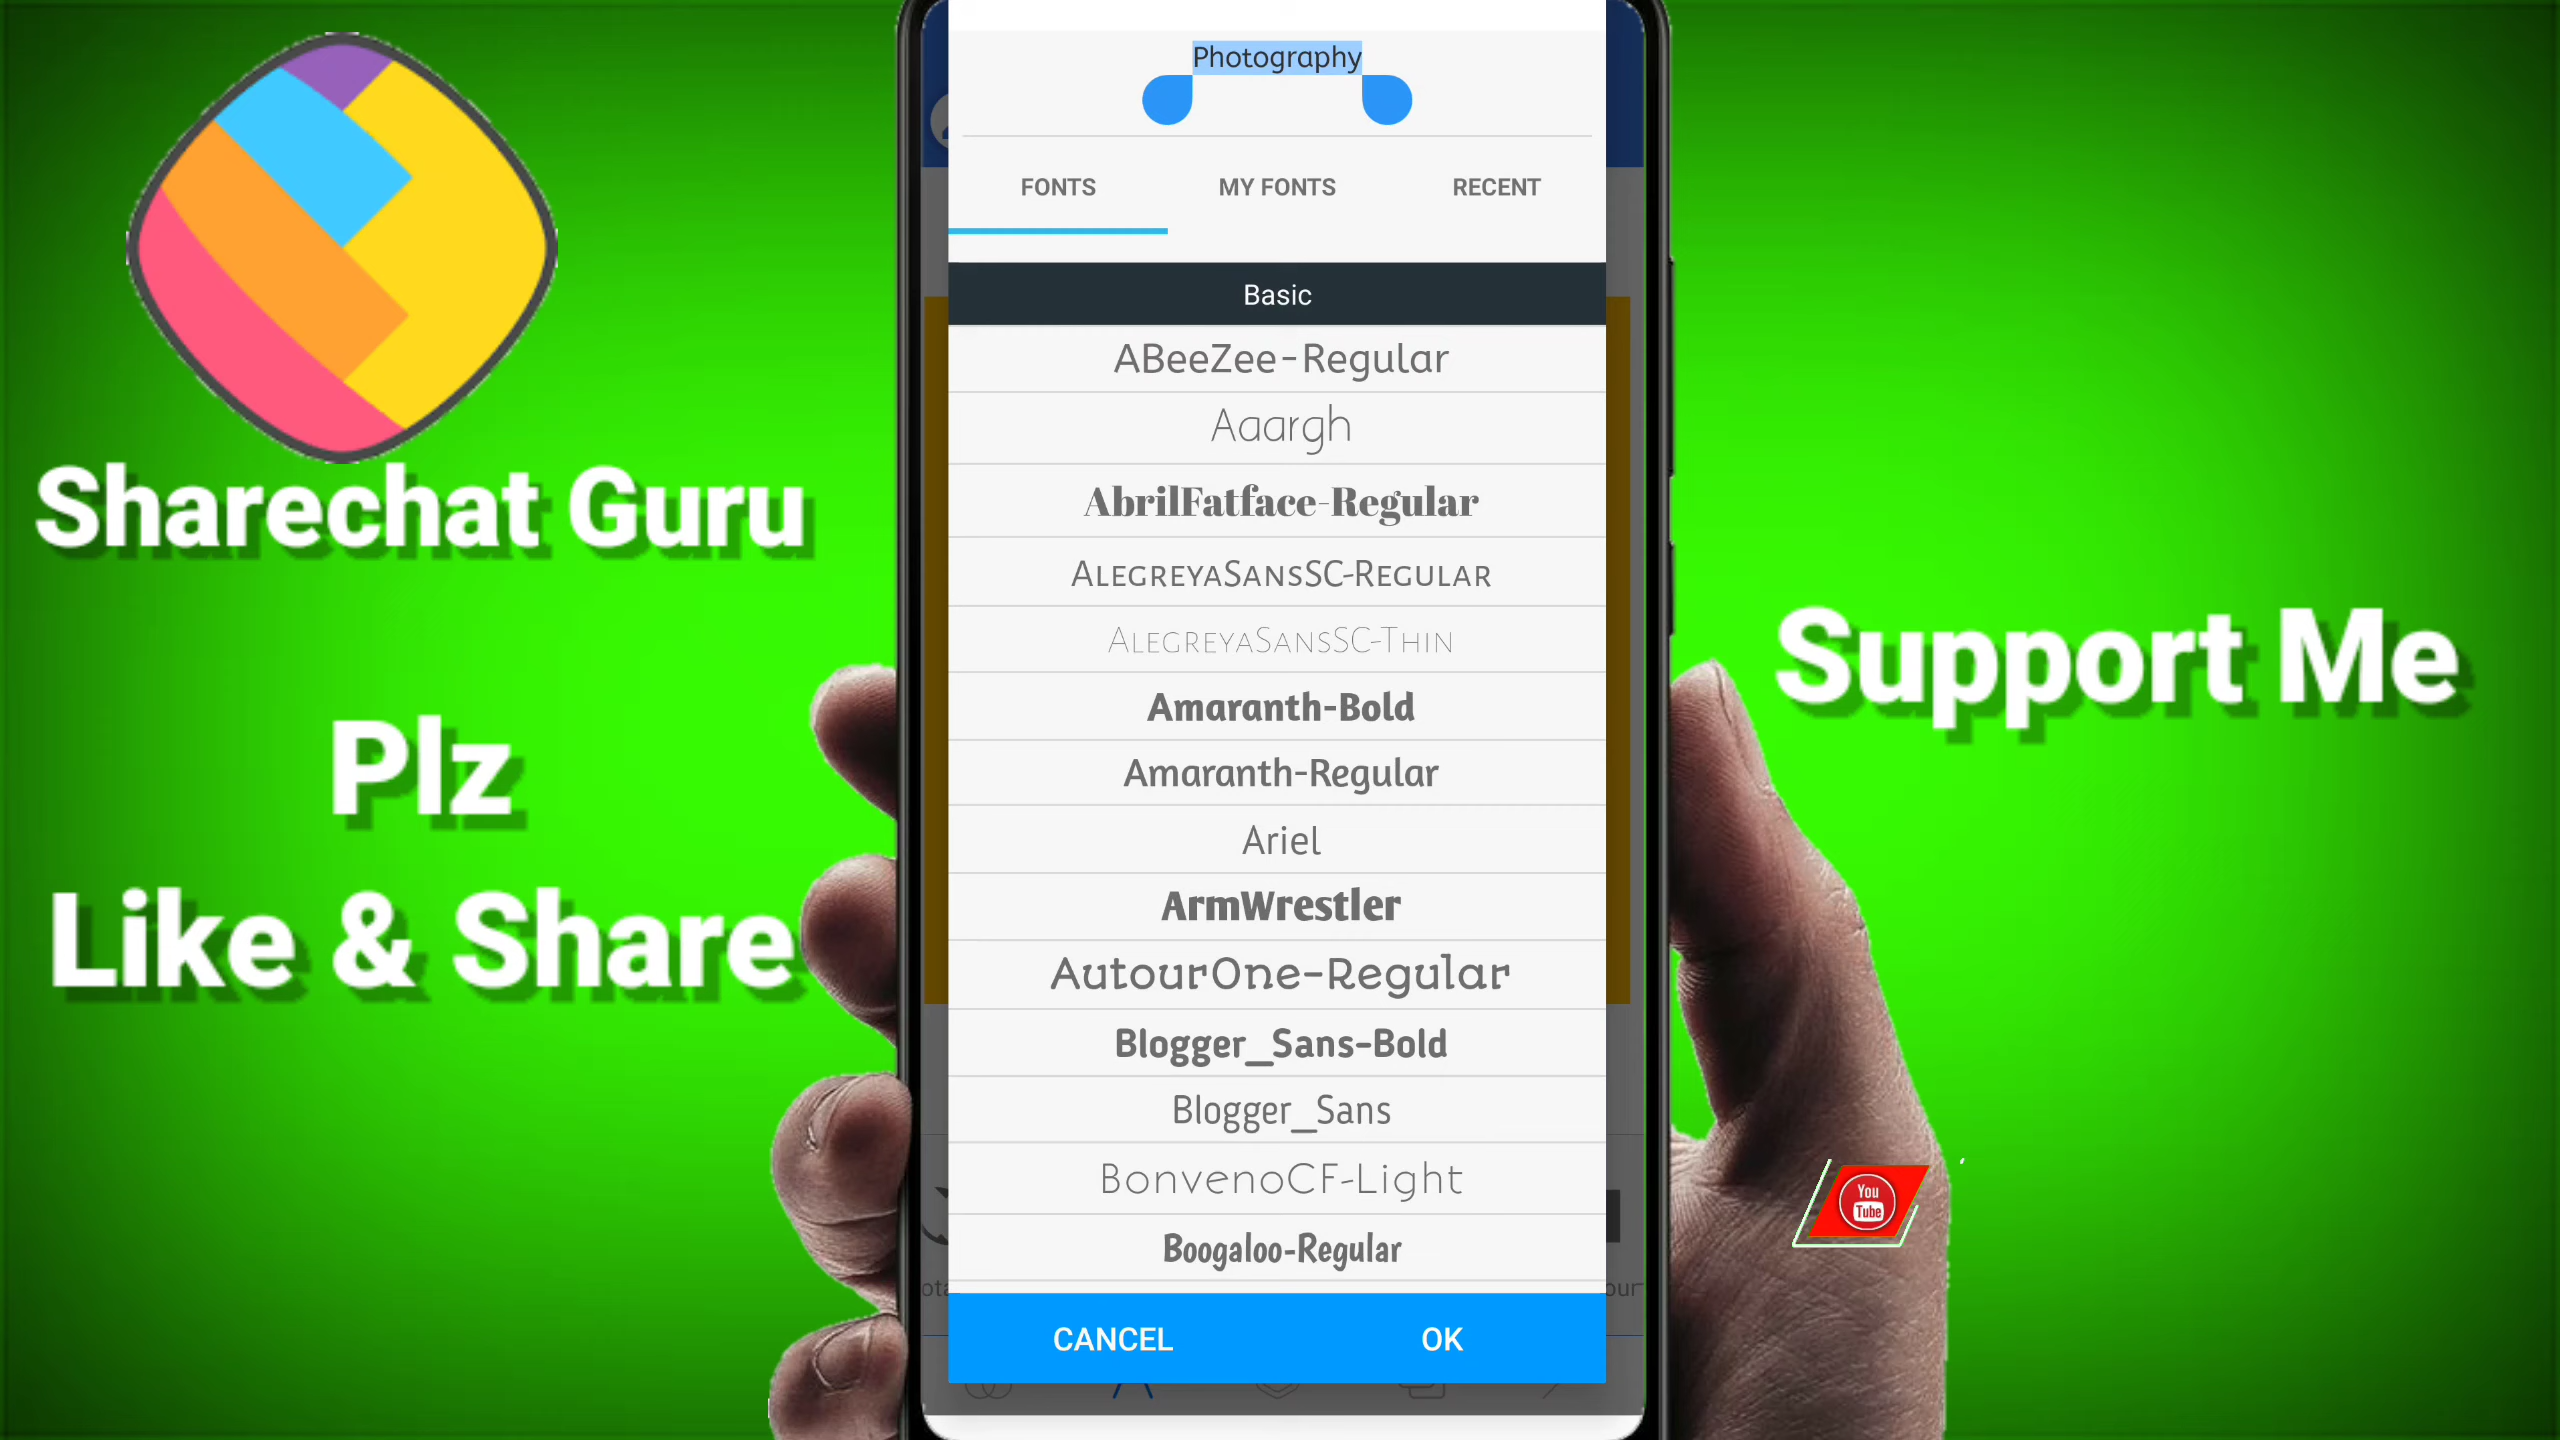 Photography
FONTS MY FONTS RECENT
Basic
ABeeZee-Regular
Aaargh
AbrilFatface-Regular
AlegreyaSansSC-Regular
AlegreyaSansSC-Thin
Amaranth-Bold
Amaranth-Regular
Ariel
ArmWrestler
AutourOne-Regular
Blogger_Sans-Bold
Blogger_Sans
BonvenoCF-Light
Boogaloo-Regular
CANCEL OK
Sharechat Guru
Plz
Like & Share
Support Me
You
Tube